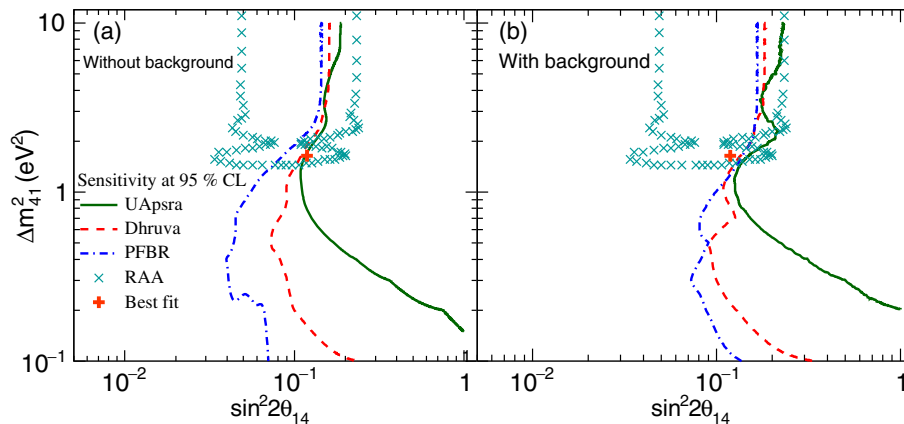 (a)
Without background
Sensitivity at 95 % CL
UApsra
Dhruva
PFBR
RAA
Best fit
Δm²₄₁ (eV²)
10
1
10⁻¹
10⁻²
10⁻¹
1
sin²2θ₁₄
(b)
With background
10⁻²
10⁻¹
1
sin²2θ₁₄